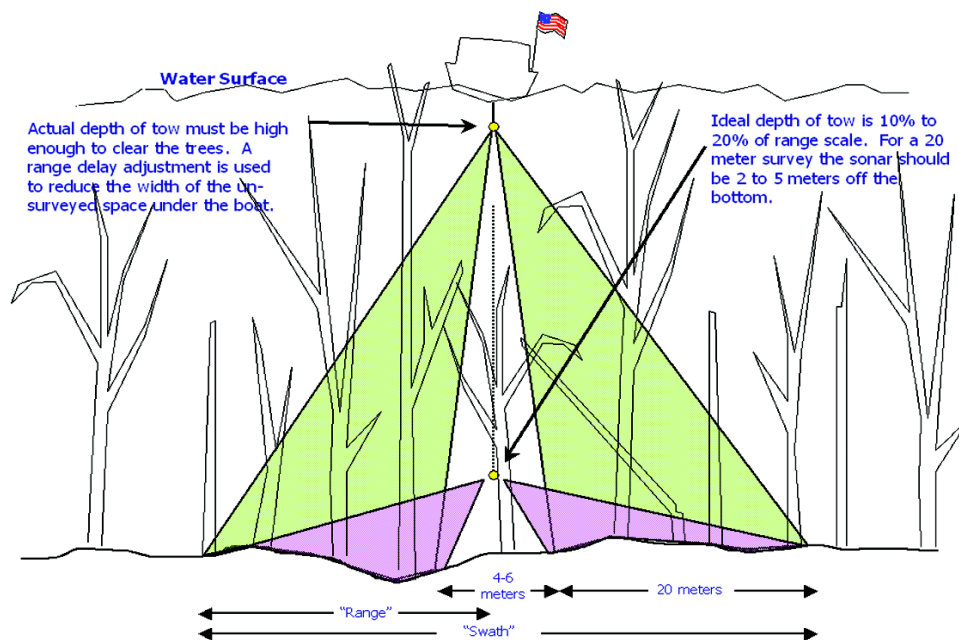 Water Surface
Actual depth of tow must be high
enough to clear the trees. A
range delay adjustment is used
to reduce the width of the un-
surveyed space under the boat.
Ideal depth of tow is 10% to
20% of range scale. For a 20
meter survey the sonar should
be 2 to 5 meters off the
bottom.
4-6
meters
20 meters
"Range"
"Swath"